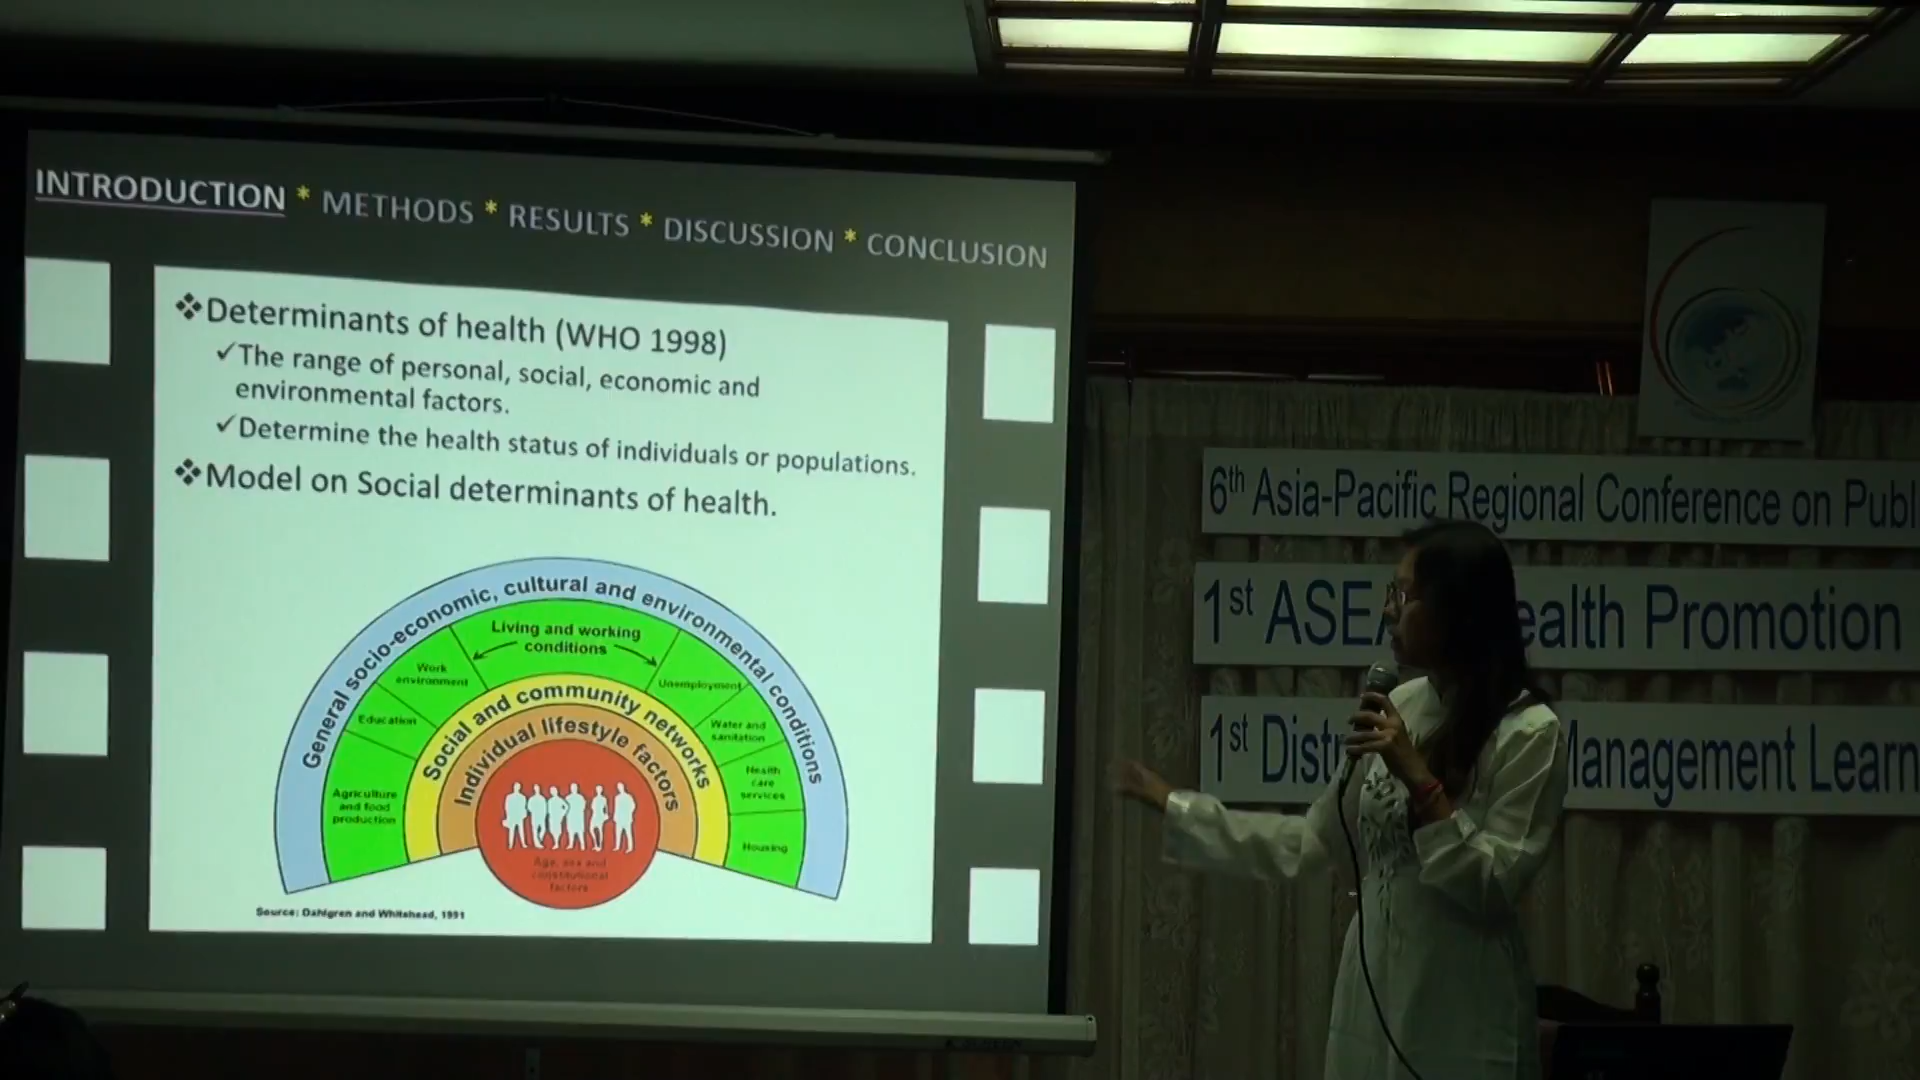 INTRODUCTION * METHODS * RESULTS * DISCUSSION * CONCLUSION
❖Determinants of health (WHO 1998)
✓The range of personal, social, economic and
environmental factors.
✓Determine the health status of individuals or populations.
❖Model on Social determinants of health.
General socio-economic, cultural and environmental conditions
Living and working
conditions
Work
environment
Unemployment
Education
Water and
sanitation
Agriculture
and food
production
Health
care
services
Housing
Social and community networks
Individual lifestyle factors
Age, sex and
constitutional
factors
Source: Dahlgren and Whitehead, 1991
6th Asia-Pacific Regional Conference on Publ
1st ASEA ealth Promotion
1st Distr Management Learn